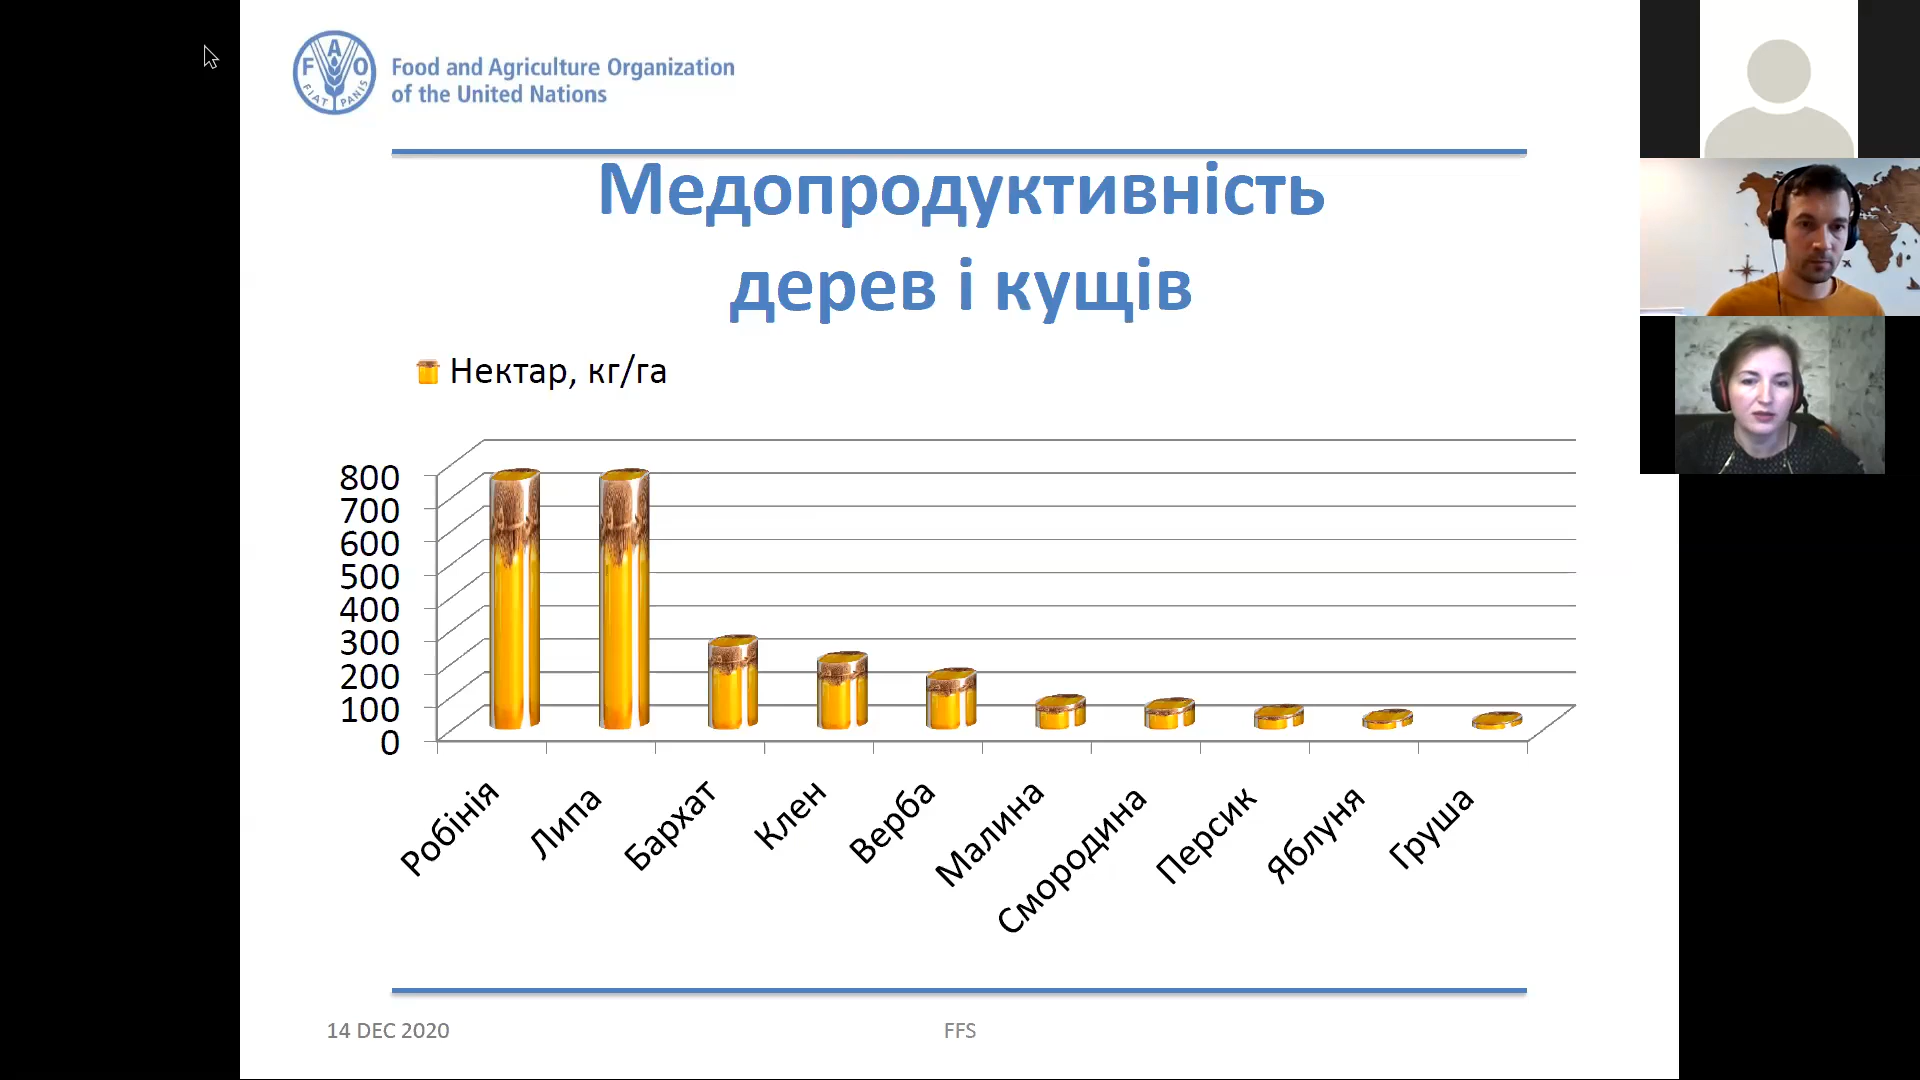 FAO
FIAT PANIS
Food and Agriculture Organization
of the United Nations
Медопродуктивність
дерев і кущів
Нектар, кг/га
800
700
600
500
400
300
200
100
0
Робінія
Липа
Бархат
Клен
Верба
Малина
Смородина
Персик
Яблуня
Груша
14 DEC 2020
FFS